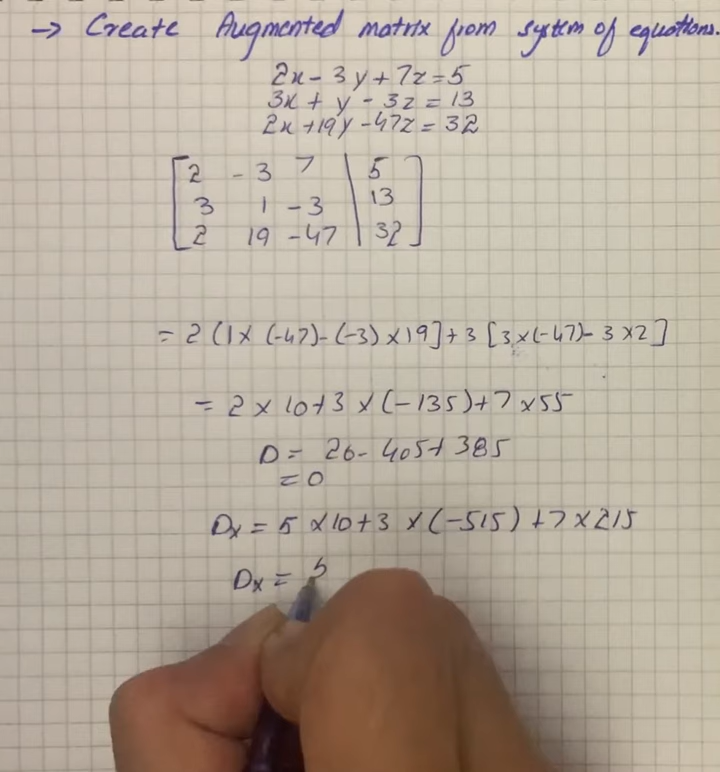 → Create Augmented matrix from system of equations.
2x - 3y + 7z = 5
3x + y - 3z = 13
2x + 19y - 47z = 32
2 - 3 7 | 5
3 1 - 3 | 13
2 19 - 47 | 32
= 2 (1 x (-47) - (-3) x 19] + 3 [3 x (-47) - 3 x 2]
= 2 x 10 + 3 x (-135) + 7 x 55
D = 20 - 405 + 385
= 0
Dx = 5 x 10 + 3 x (-515) + 7 x 215
Dx = 5